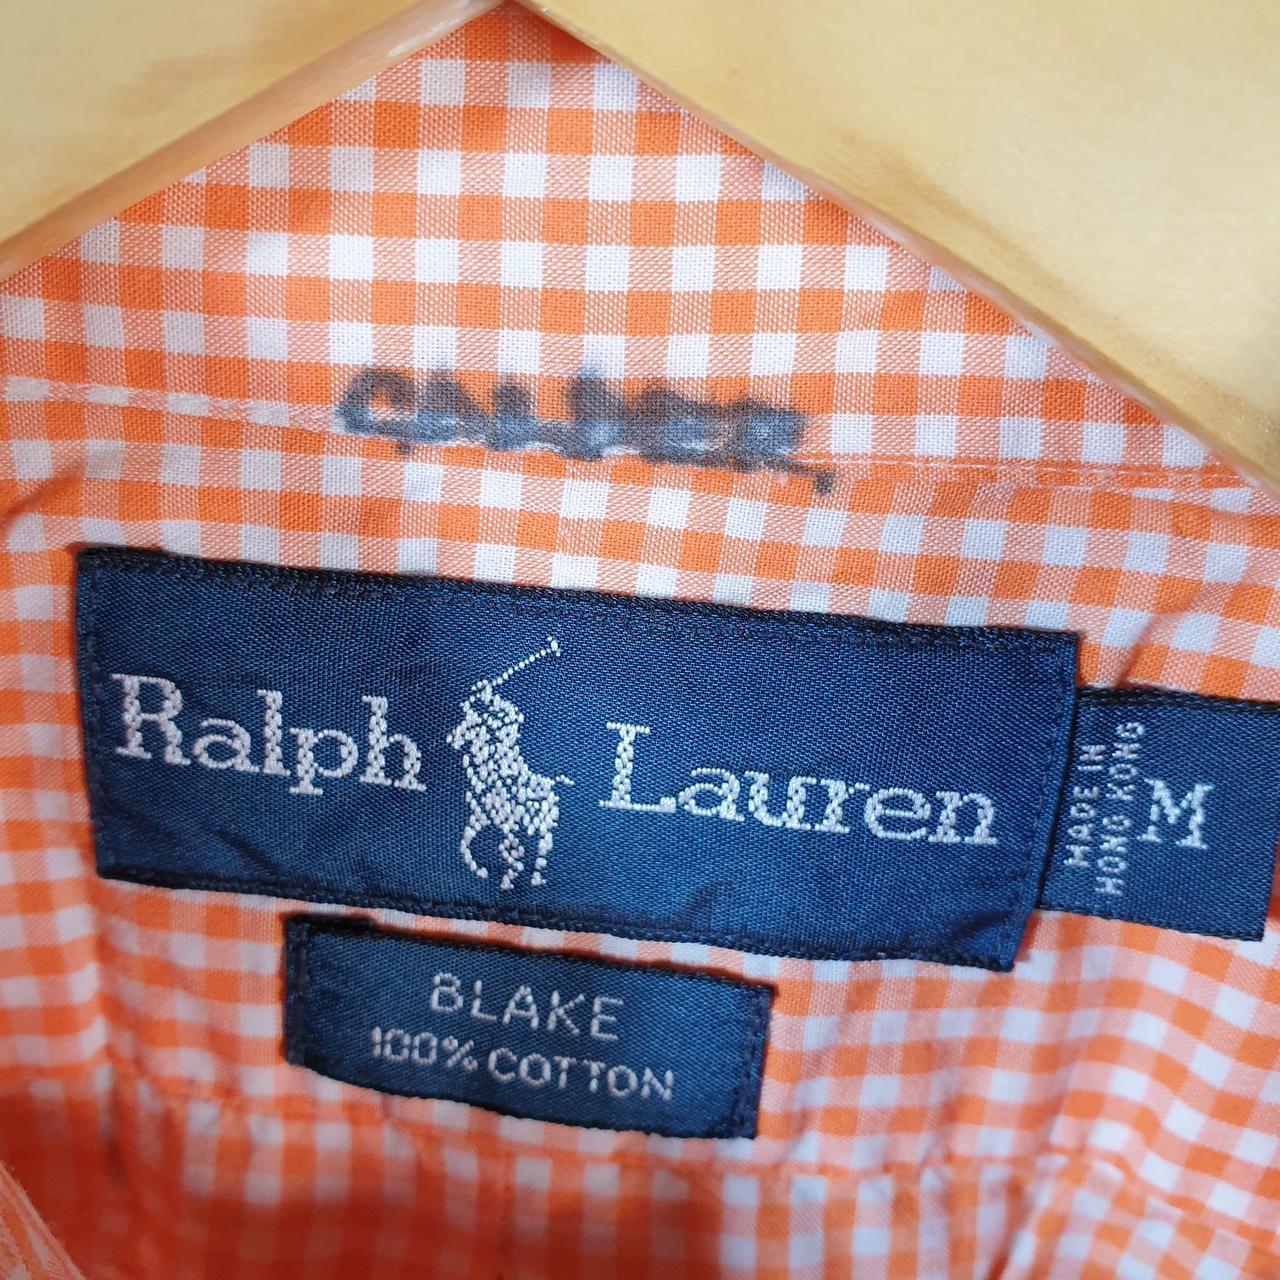 Ralph Lauren
MADE IN
HONG KONG
M
BLAKE
100% COTTON